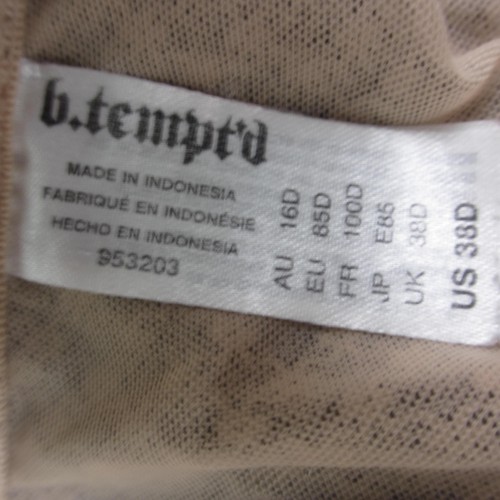 b.tempt'd
MADE IN INDONESIA
FABRIQUÉ EN INDONÉSIE
HECHO EN INDONESIA
953203
AU 16D
EU 85D
FR 100D
JP E85
UK 38D
US 38D